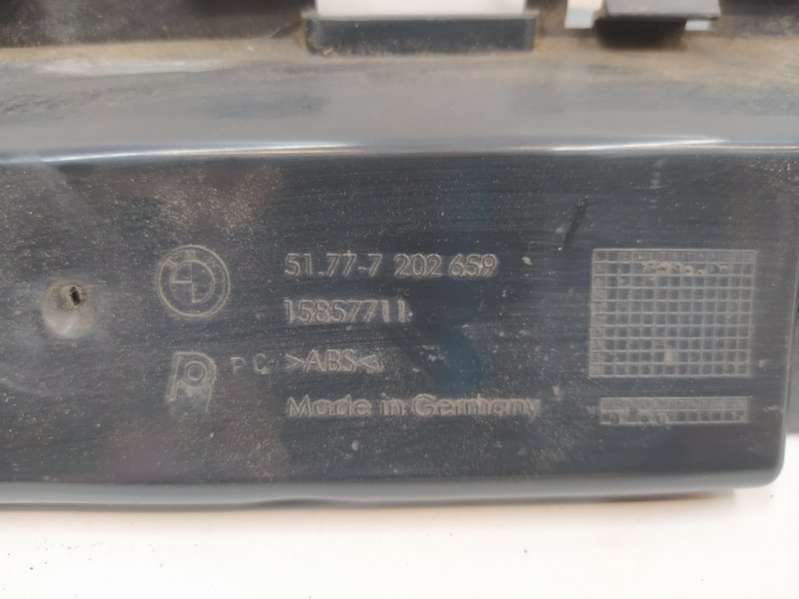 51.77-7 202 659
15857711
PC >ABS<
Made in Germany